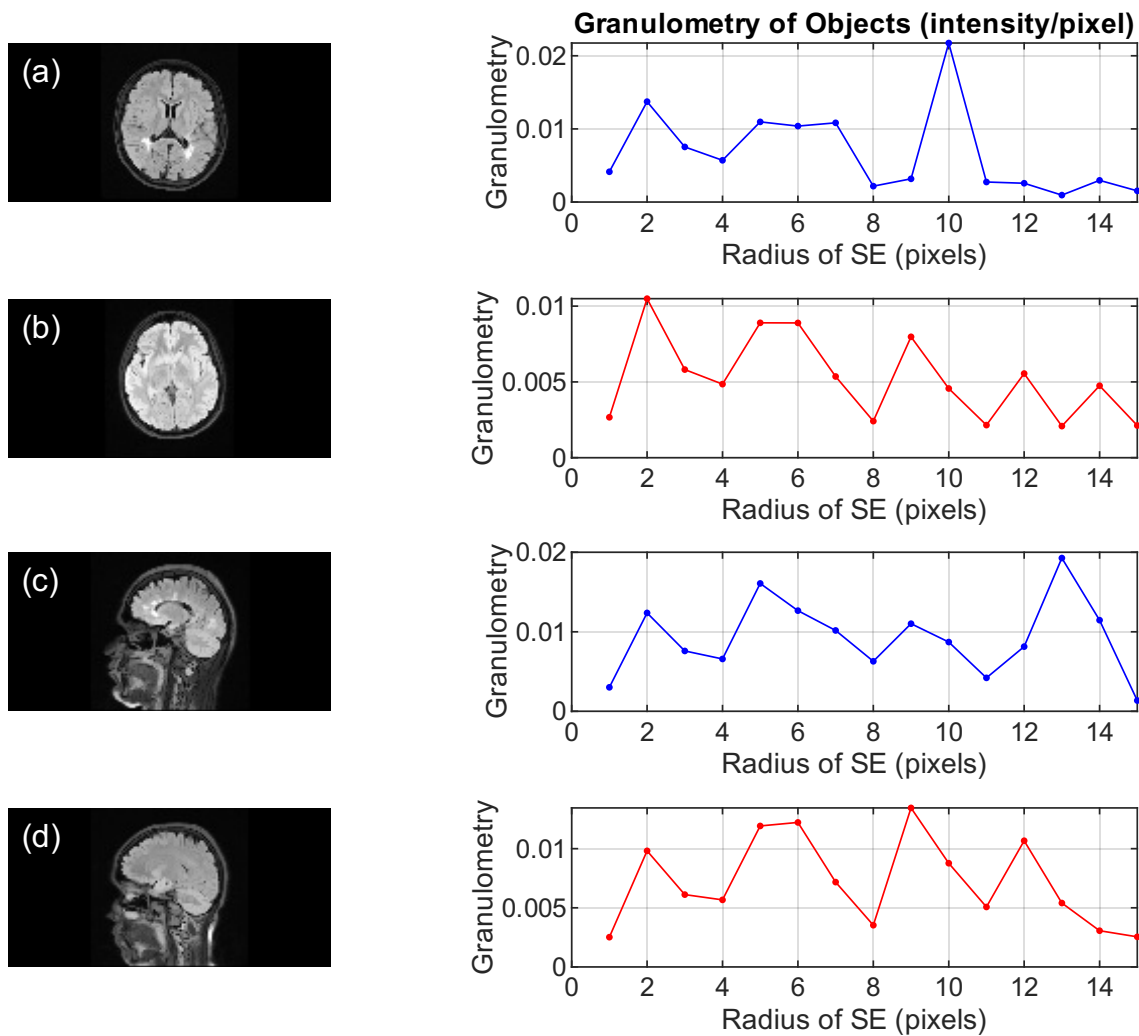 Granulometry of Objects (intensity/pixel)
(a)
Granulometry
0.02
0.01
0
0 2 4 6 8 10 12 14
Radius of SE (pixels)
(b)
Granulometry
0.01
0.005
0
0 2 4 6 8 10 12 14
Radius of SE (pixels)
(c)
Granulometry
0.02
0.01
0
0 2 4 6 8 10 12 14
Radius of SE (pixels)
(d)
Granulometry
0.01
0.005
0
0 2 4 6 8 10 12 14
Radius of SE (pixels)